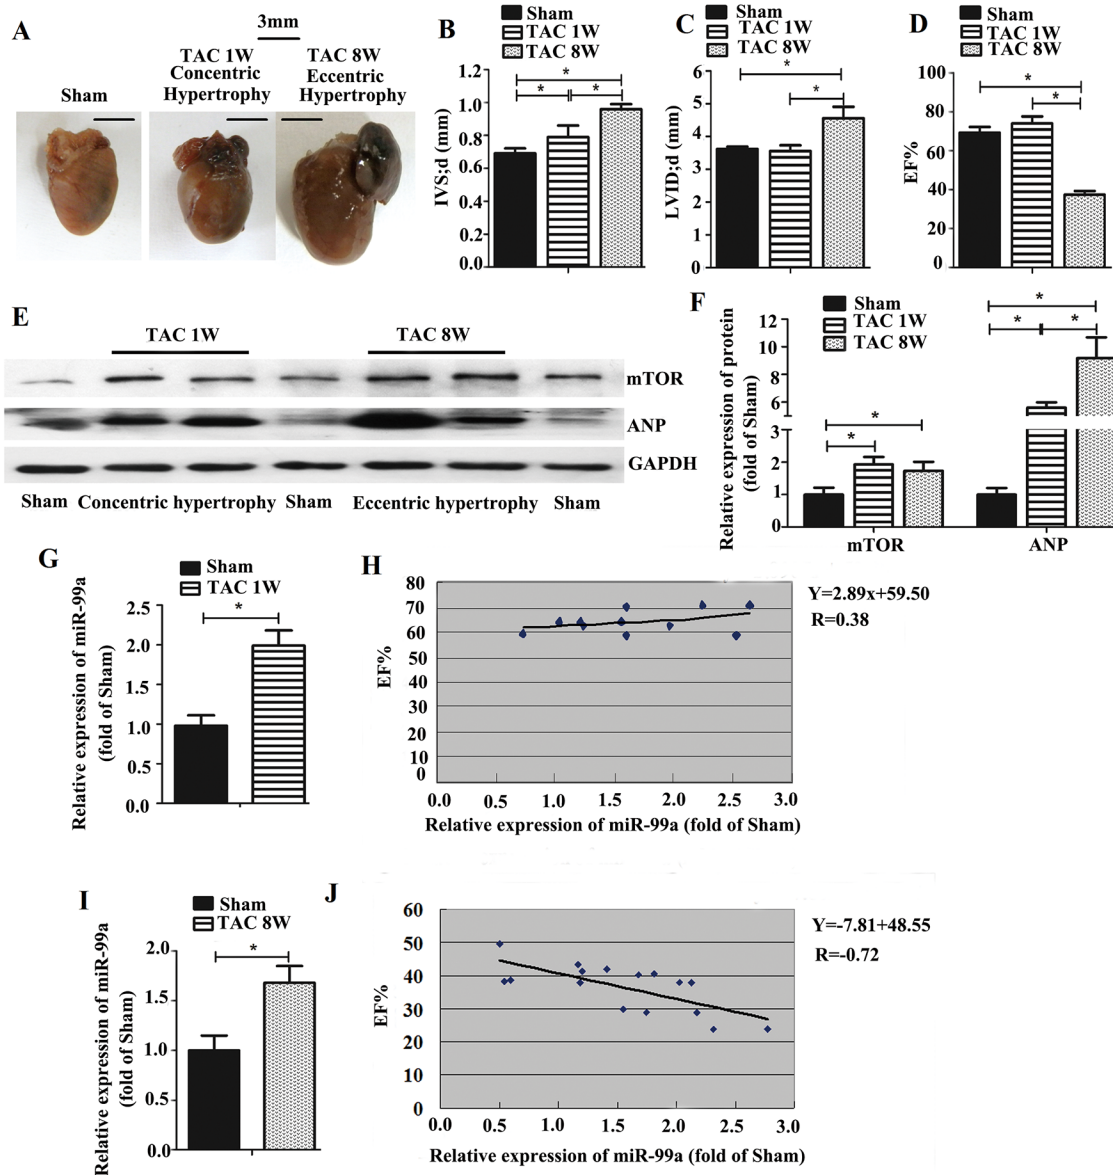 A
3mm
Sham
TAC 1W
Concentric
Hypertrophy
TAC 8W
Eccentric
Hypertrophy
B
Sham
TAC 1W
TAC 8W
*
*
*
IVS;d (mm)
1.2
1.0
0.8
0.6
0.4
0.2
0.0
C
Sham
TAC 1W
TAC 8W
*
*
LVID;d (mm)
6
5
4
3
2
1
0
D
Sham
TAC 1W
TAC 8W
*
*
EF%
100
80
60
40
20
0
E
TAC 1W
TAC 8W
mTOR
ANP
GAPDH
Sham
Concentric hypertrophy
Sham
Eccentric hypertrophy
Sham
F
Sham
TAC 1W
TAC 8W
Relative expression of protein
(fold of Sham)
12
10
8
6
4
2
2
1
0
*
*
*
*
*
mTOR
ANP
G
Sham
TAC 1W
*
Relative expression of miR-99a
(fold of Sham)
2.5
2.0
1.5
1.0
0.5
0.0
H
EF%
80
70
60
50
40
30
20
10
0
0.0
0.5
1.0
1.5
2.0
2.5
3.0
Relative expression of miR-99a (fold of Sham)
Y=2.89x+59.50
R=0.38
I
Sham
TAC 8W
*
Relative expression of miR-99a
(fold of Sham)
2.0
1.5
1.0
0.5
0.0
J
EF%
60
50
40
30
20
10
0
0.0
0.5
1.0
1.5
2.0
2.5
3.0
Relative expression of miR-99a (fold of Sham)
Y=-7.81+48.55
R=-0.72